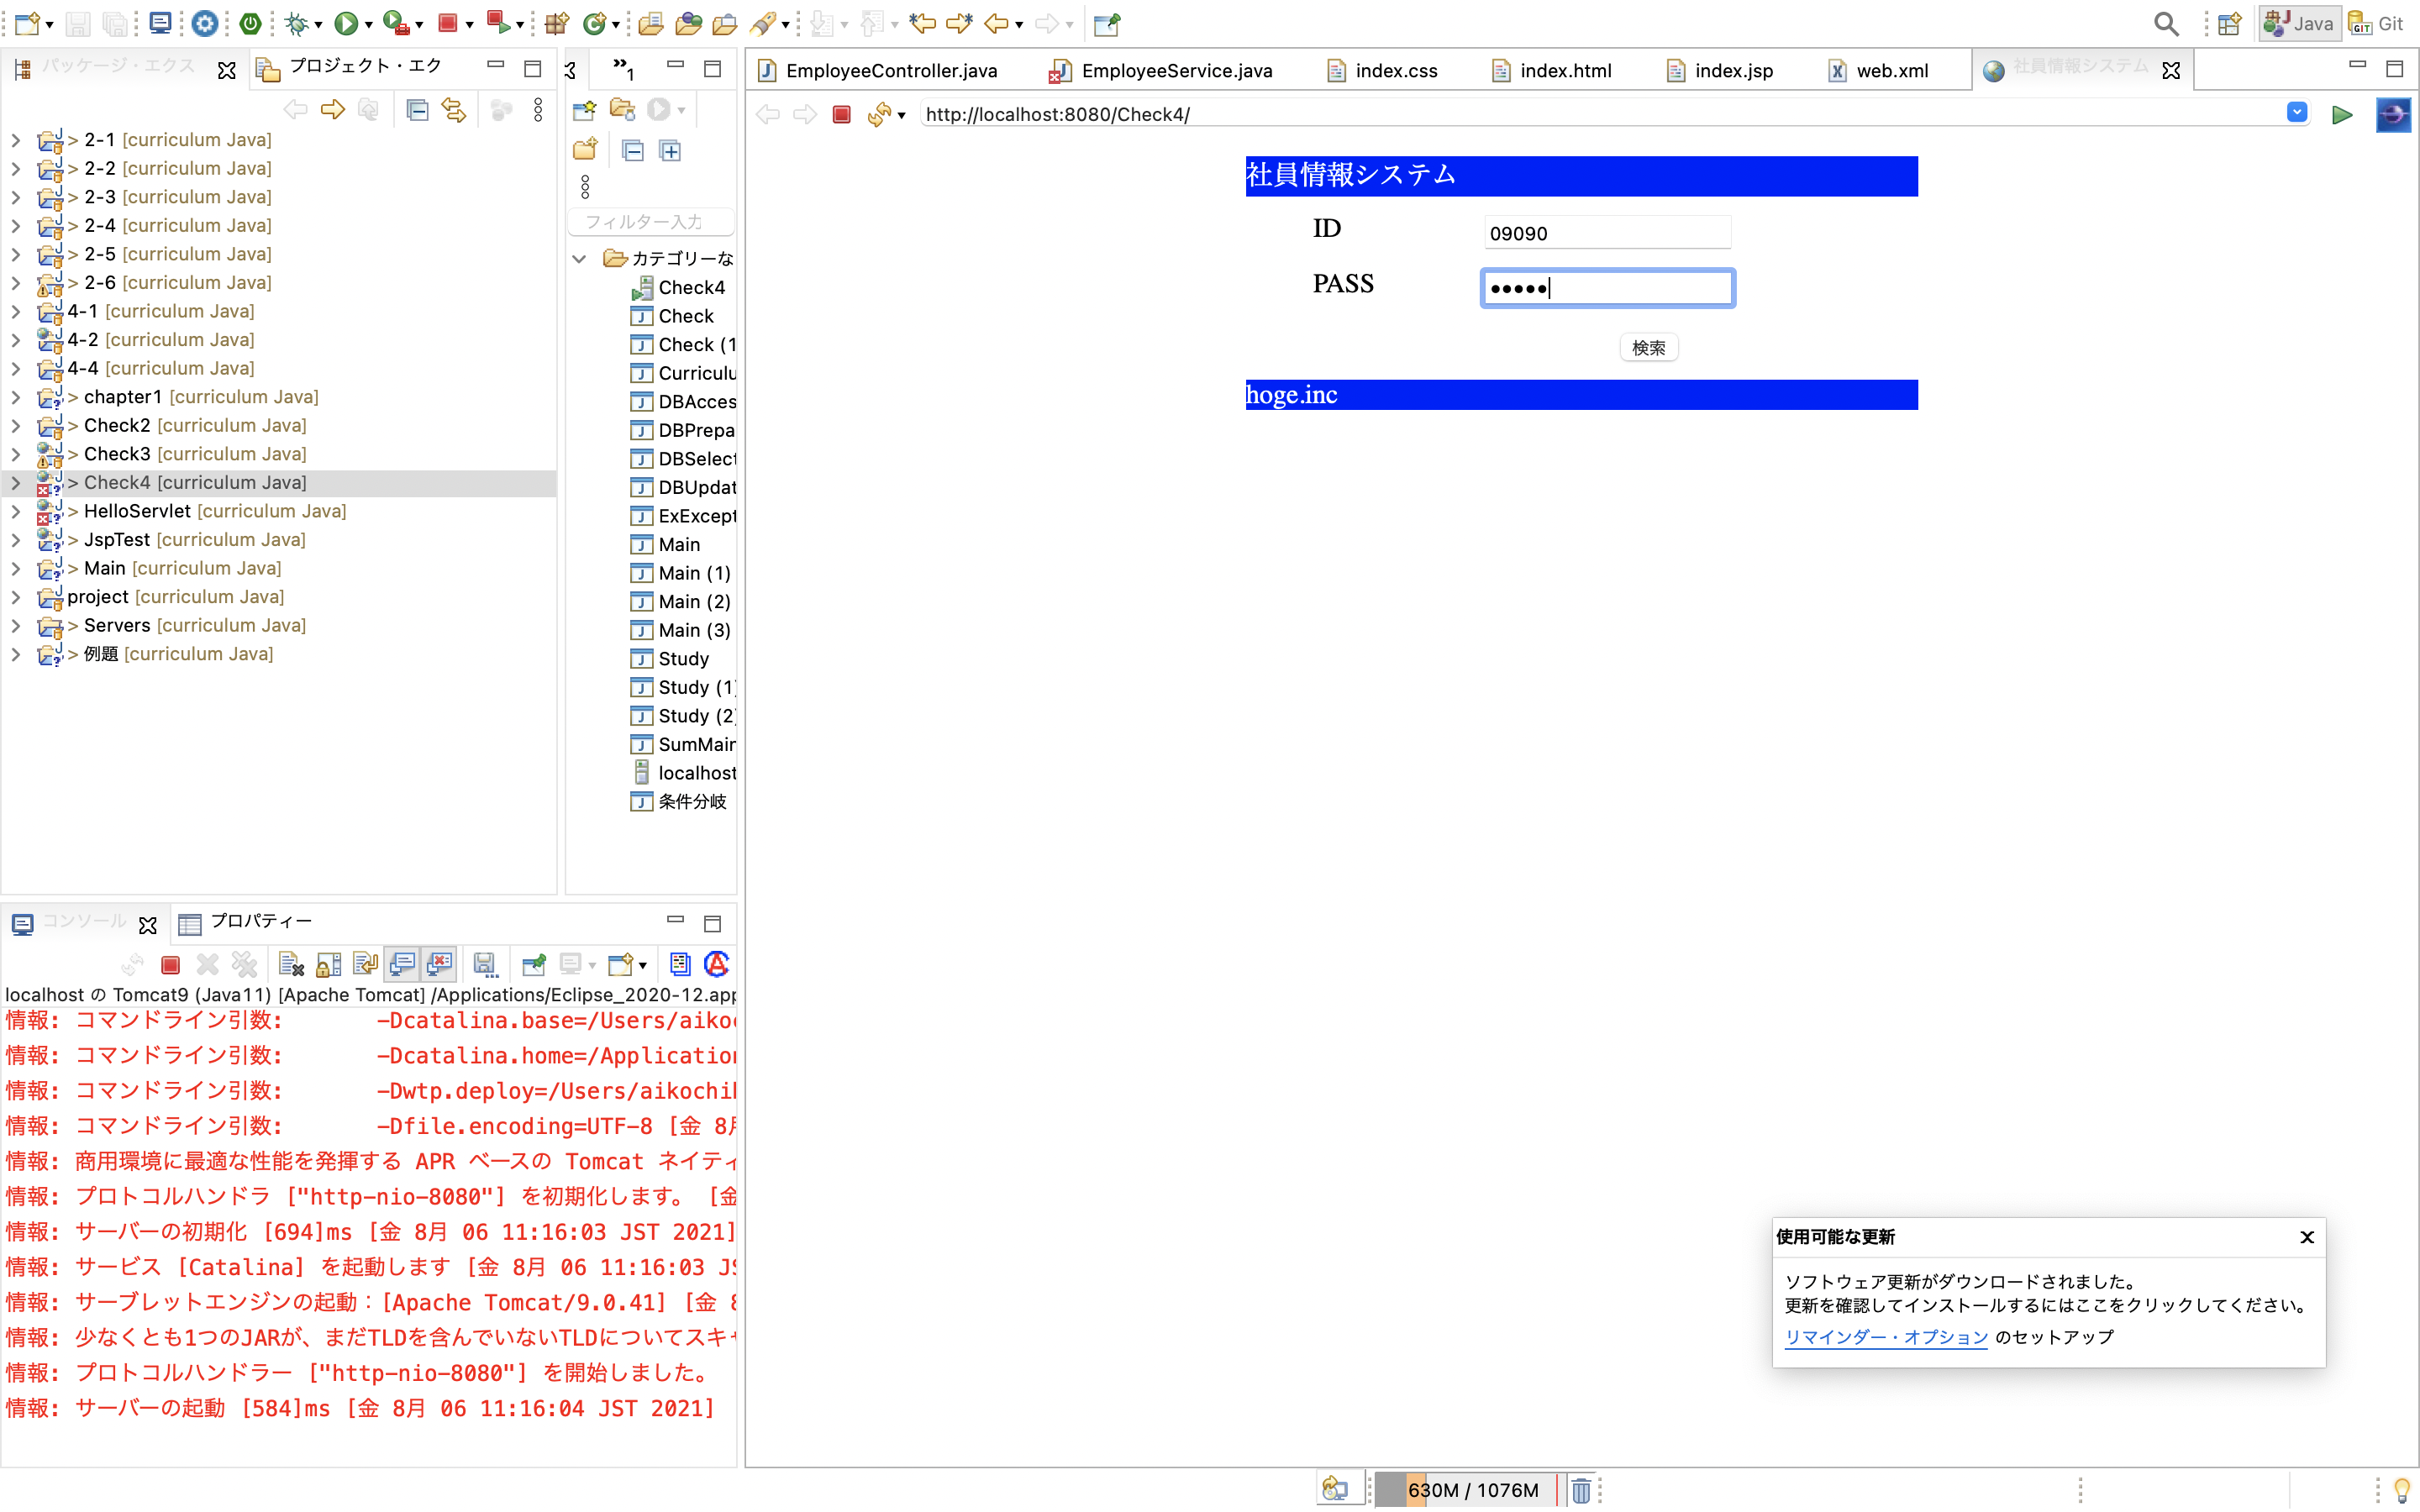 Java
Git
パッケージ・エクス
プロジェクト・エク
2-1 [curriculum Java]
2-2 [curriculum Java]
2-3 [curriculum Java]
2-4 [curriculum Java]
2-5 [curriculum Java]
2-6 [curriculum Java]
4-1 [curriculum Java]
4-2 [curriculum Java]
4-4 [curriculum Java]
chapter1 [curriculum Java]
Check2 [curriculum Java]
Check3 [curriculum Java]
Check4 [curriculum Java]
HelloServlet [curriculum Java]
JspTest [curriculum Java]
Main [curriculum Java]
project [curriculum Java]
Servers [curriculum Java]
例題 [curriculum Java]
»1
フィルター入力
カテゴリーな
Check4
Check
Check (1
Curriculu
DBAcces
DBPrepa
DBSelect
DBUpdat
ExExcept
Main
Main (1)
Main (2)
Main (3)
Study
Study (1)
Study (2)
SumMain
localhost
条件分岐
EmployeeController.java
EmployeeService.java
index.css
index.html
index.jsp
web.xml
社員情報システム
http://localhost:8080/Check4/
社員情報システム
ID
09090
PASS
•••••
検索
hoge.inc
コンソール
プロパティー
localhost の Tomcat9 (Java11) [Apache Tomcat] /Applications/Eclipse_2020-12.app
情報: コマンドライン引数: -Dcatalina.base=/Users/aiko
情報: コマンドライン引数: -Dcatalina.home=/Application
情報: コマンドライン引数: -Dwtp.deploy=/Users/aikochi
情報: コマンドライン引数: -Dfile.encoding=UTF-8 [金 8月
情報: 商用環境に最適な性能を発揮する APR ベースの Tomcat ネイティ
情報: プロトコルハンドラ ["http-nio-8080"] を初期化します。 [金
情報: サーバーの初期化 [694]ms [金 8月 06 11:16:03 JST 2021]
情報: サービス [Catalina] を起動します [金 8月 06 11:16:03 JS
情報: サーブレットエンジンの起動：[Apache Tomcat/9.0.41] [金 8
情報: 少なくとも1つのJARが、まだTLDを含んでいないTLDについてスキャ
情報: プロトコルハンドラー ["http-nio-8080"] を開始しました。
情報: サーバーの起動 [584]ms [金 8月 06 11:16:04 JST 2021]
使用可能な更新
ソフトウェア更新がダウンロードされました。
更新を確認してインストールするにはここをクリックしてください。
リマインダー・オプション のセットアップ
630M / 1076M